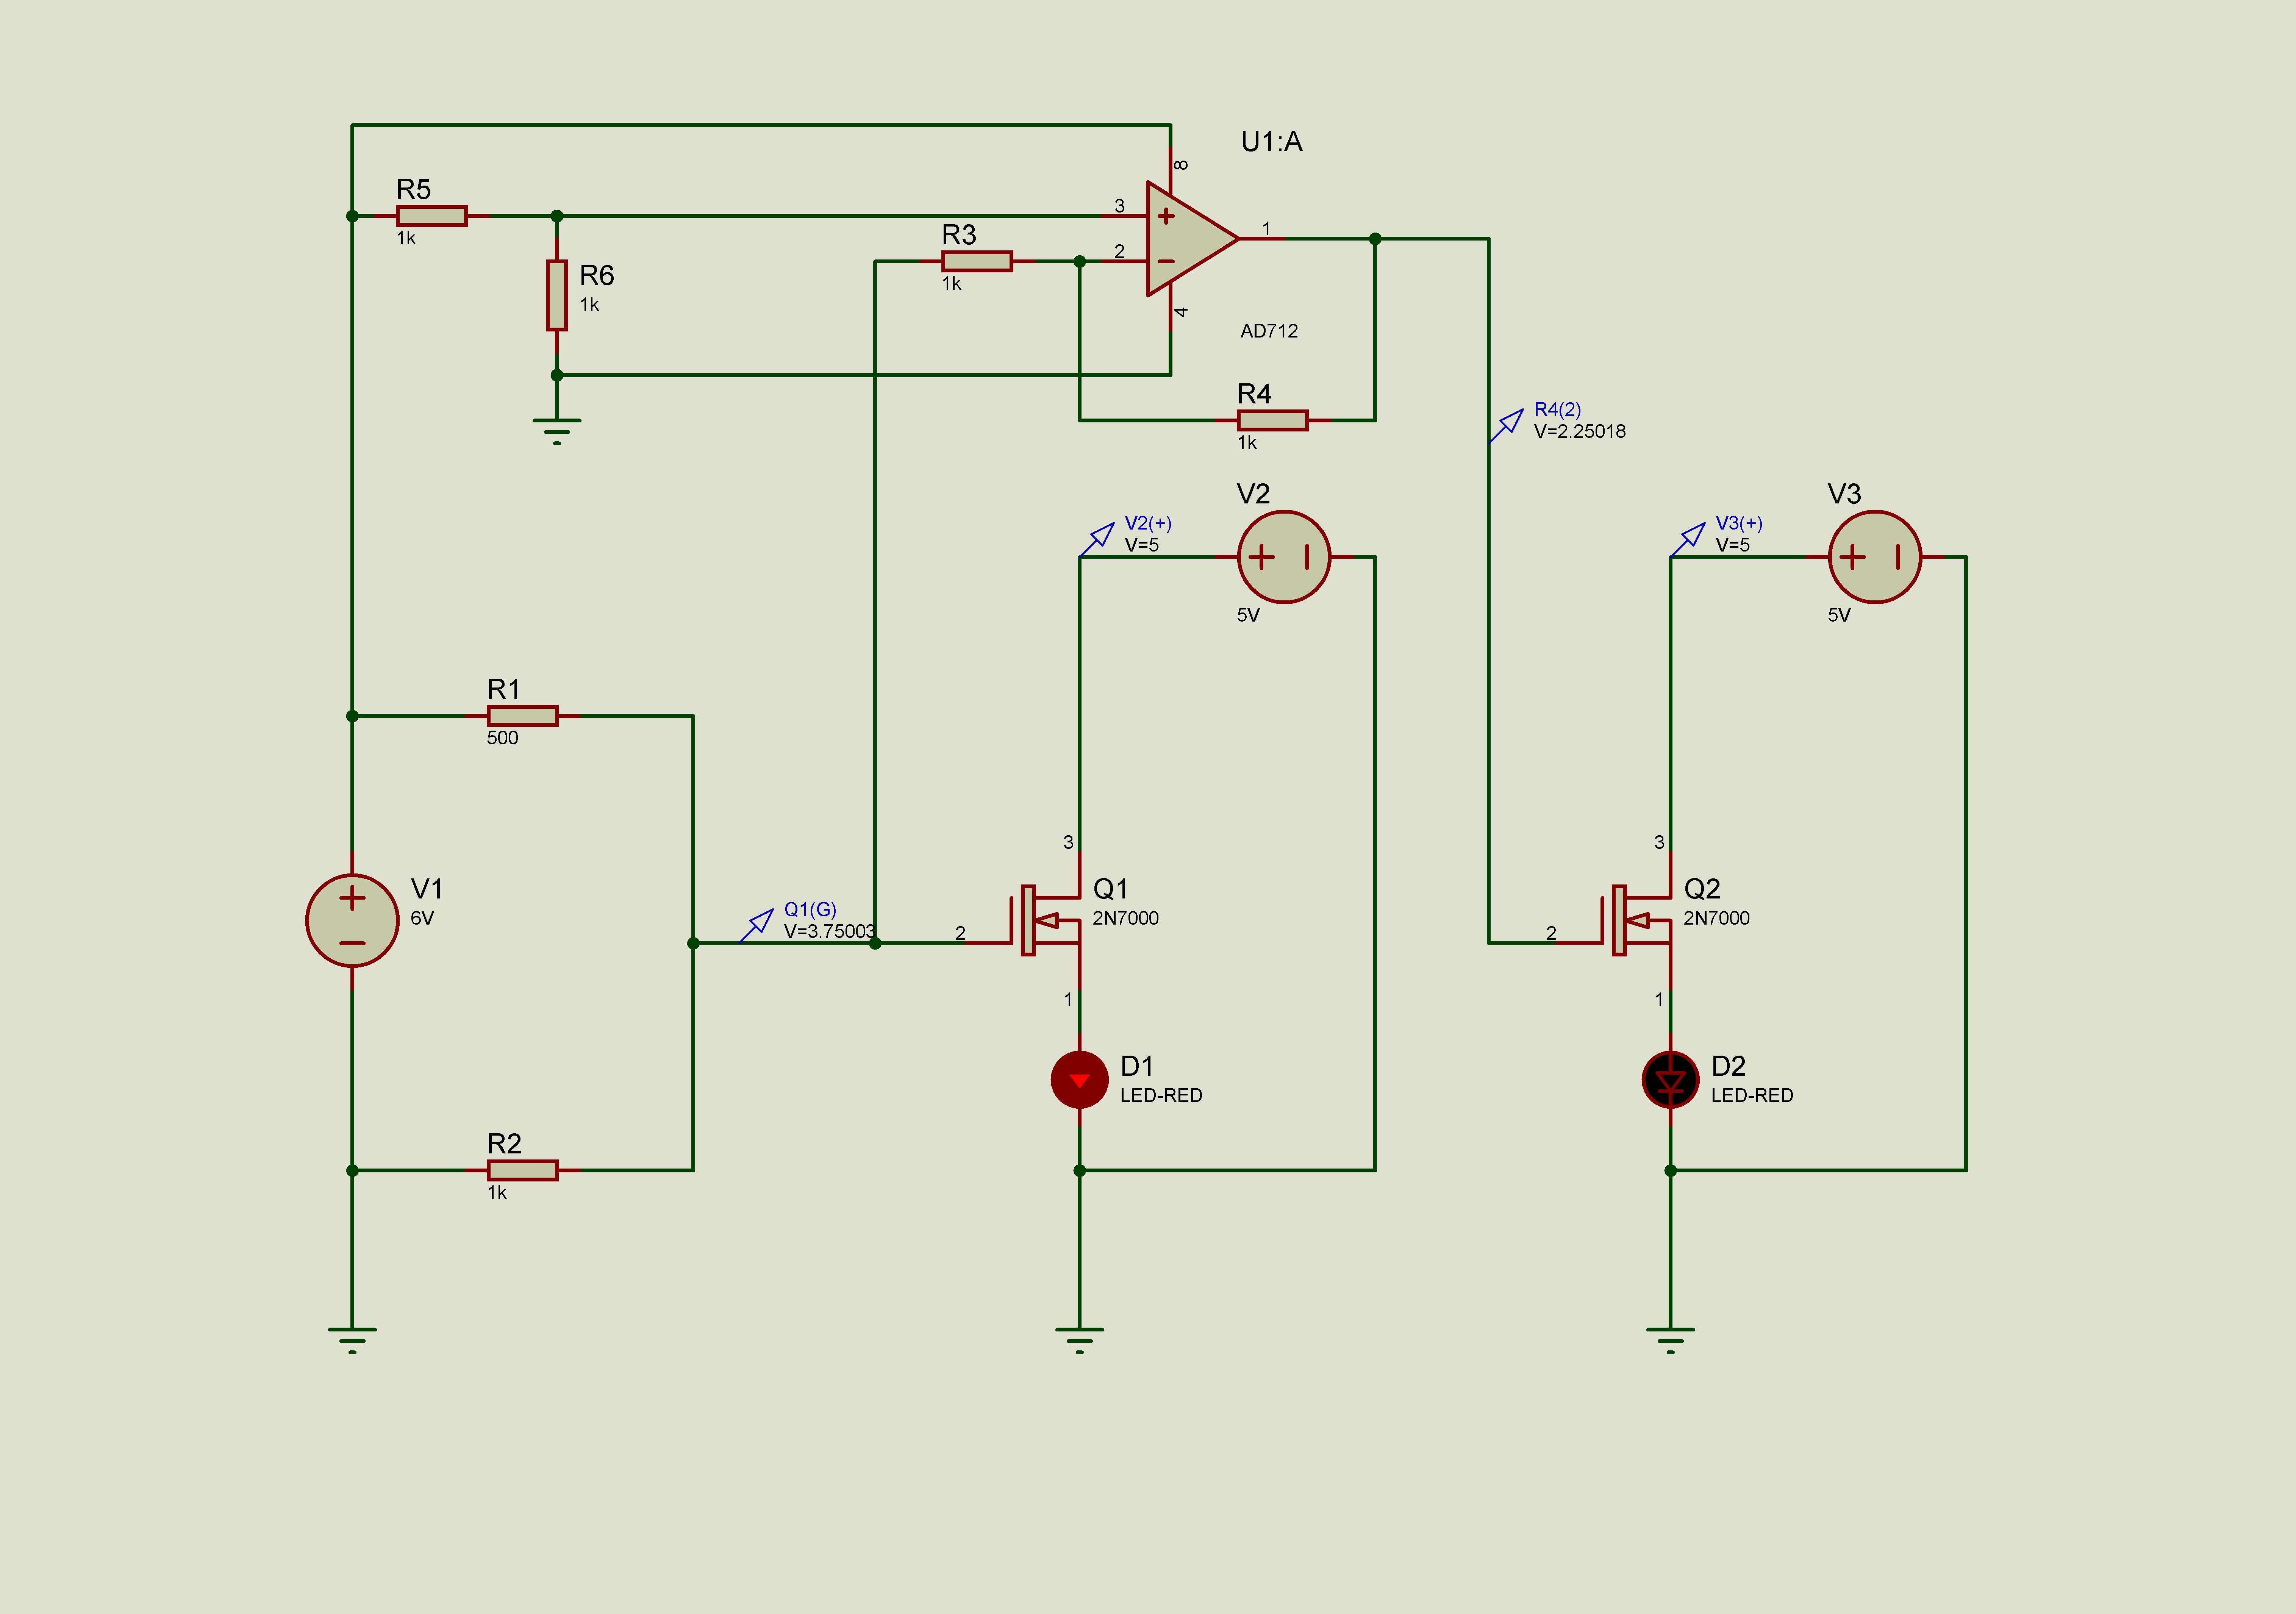 U1:A
8
R5
1k
3
1
R3
1k
2
R6
1k
4
AD712
R4
1k
R4(2)
V=2.25018
V2
V2(+)
V=5
5V
V3
V3(+)
V=5
5V
R1
500
3
3
V1
6V
Q1(G)
V=3.75003
2
Q1
2N7000
2
Q2
2N7000
1
1
D1
LED-RED
D2
LED-RED
R2
1k